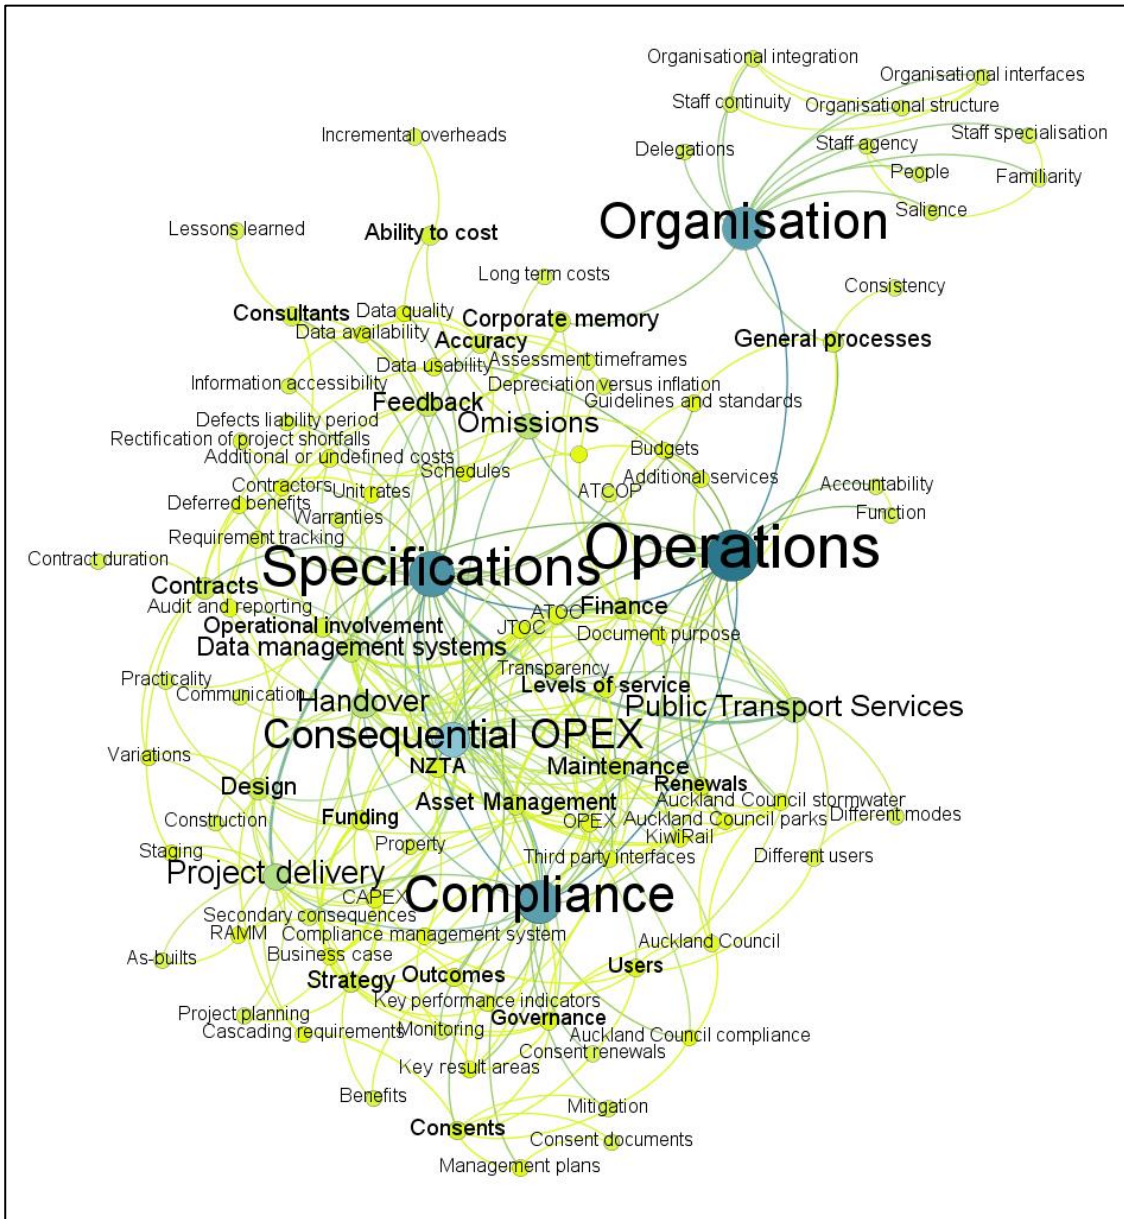 Organisational integration
Organisational interfaces
Staff continuity
Organisational structure
Incremental overheads
Staff specialisation
Delegations
Staff agency
People
Familiarity
Salience
Organisation
Lessons learned
Ability to cost
Long term costs
Consistency
Consultants
Data quality
Corporate memory
Data availability
Accuracy
General processes
Data usability
Assessment timeframes
Information accessibility
Depreciation versus inflation
Feedback
Guidelines and standards
Defects liability period
Omissions
Rectification of project shortfalls
Additional or undefined costs
Budgets
Schedules
Additional services
Contractors
Unit rates
ATCOP
Accountability
Deferred benefits
Function
Warranties
Requirement tracking
Operations
Contract duration
Specifications
Contracts
Audit and reporting
ATOC
Finance
Operational involvement
JTOC
Document purpose
Data management systems
Transparency
Practicality
Levels of service
Communication
Handover
Public Transport Services
Consequential OPEX
Variations
NZTA
Maintenance
Design
Renewals
Asset Management
Auckland Council stormwater
Construction
Funding
OPEX
Auckland Council parks
Different modes
Property
KiwiRail
Staging
Third party interfaces
Different users
Project delivery
CAPEX
Compliance
Secondary consequences
RAMM
Compliance management system
Auckland Council
As-builts
Business case
Users
Strategy
Outcomes
Key performance indicators
Project planning
Governance
Cascading requirements
Monitoring
Auckland Council compliance
Consent renewals
Key result areas
Benefits
Mitigation
Consents
Consent documents
Management plans